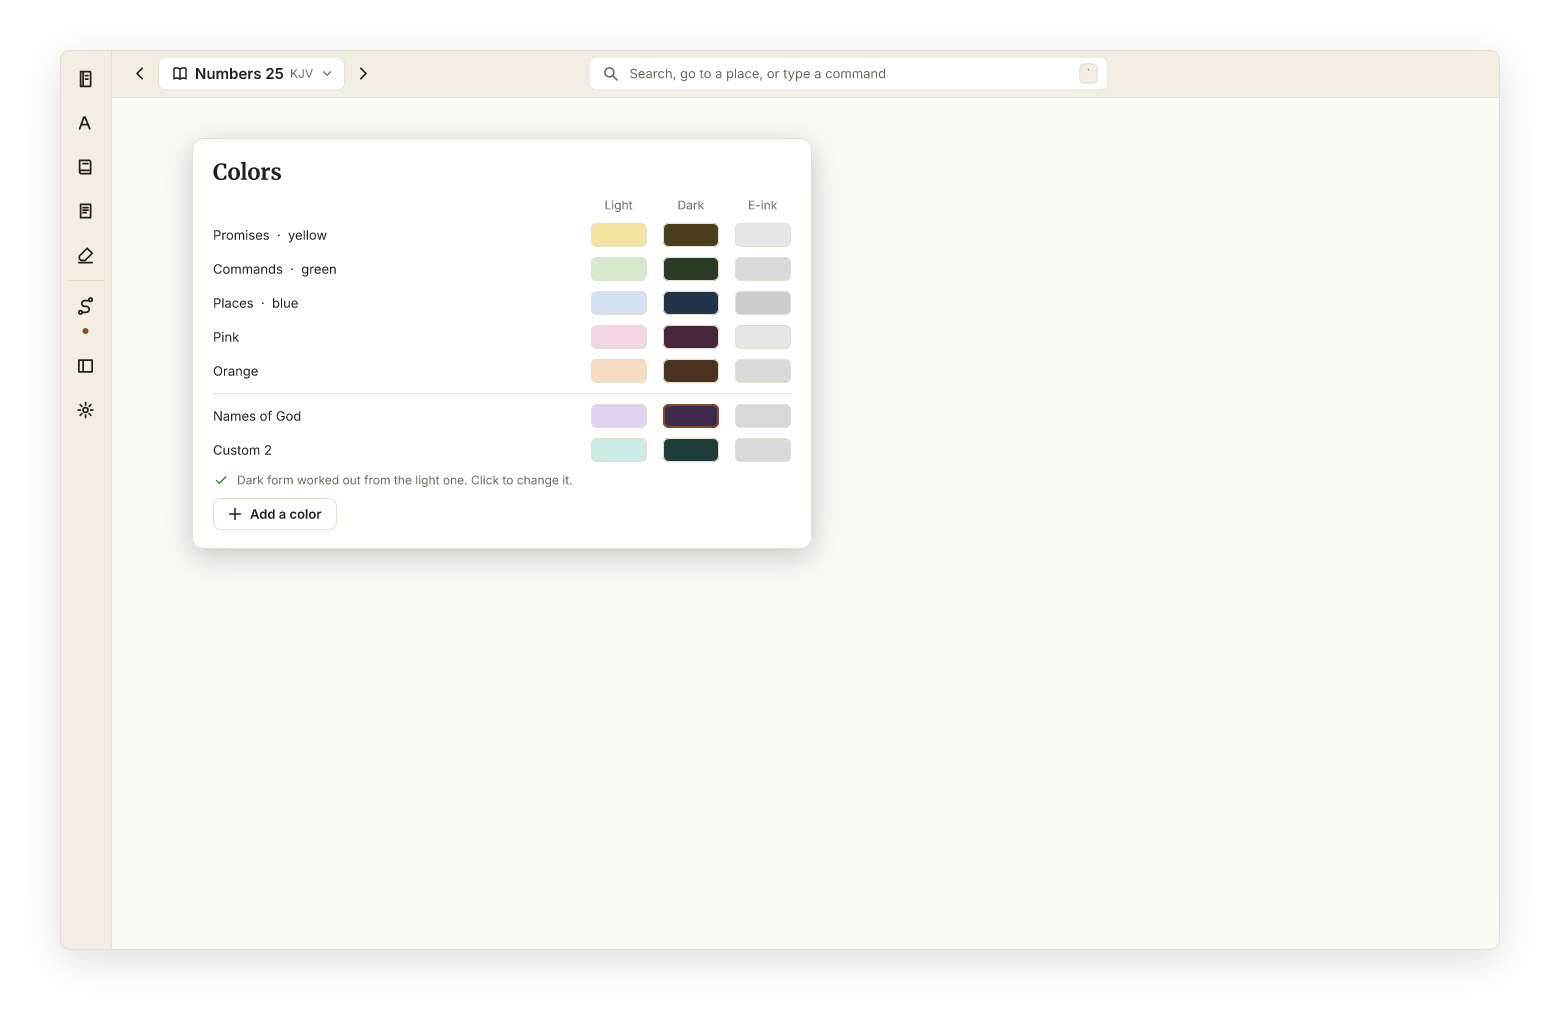 Numbers 25 KJV
Search, go to a place, or type a command
Colors
Light Dark E-ink
Promises · yellow
Commands · green
Places · blue
Pink
Orange
Names of God
Custom 2
Dark form worked out from the light one. Click to change it.
Add a color